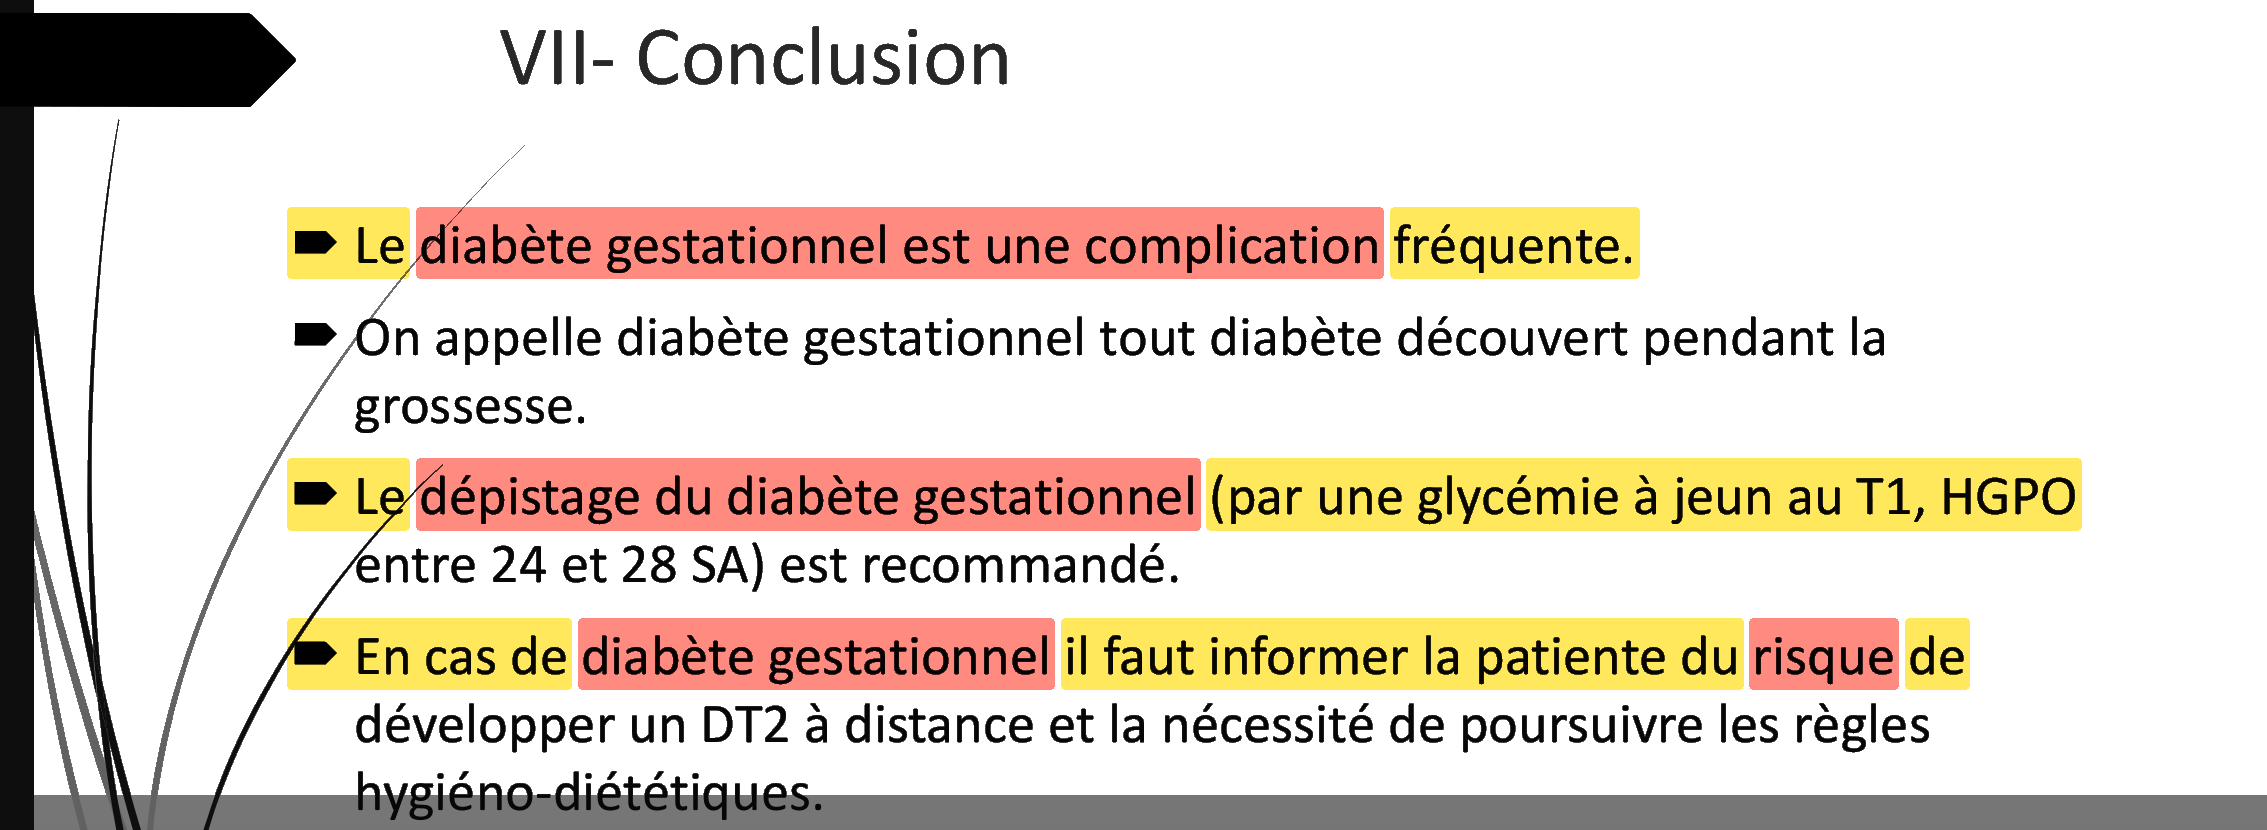 VII- Conclusion
Le diabète gestationnel est une complication fréquente.
On appelle diabète gestationnel tout diabète découvert pendant la
grossesse.
Le dépistage du diabète gestationnel (par une glycémie à jeun au T1, HGPO
entre 24 et 28 SA) est recommandé.
En cas de diabète gestationnel il faut informer la patiente du risque de
développer un DT2 à distance et la nécessité de poursuivre les règles
hygiéno-diététiques.